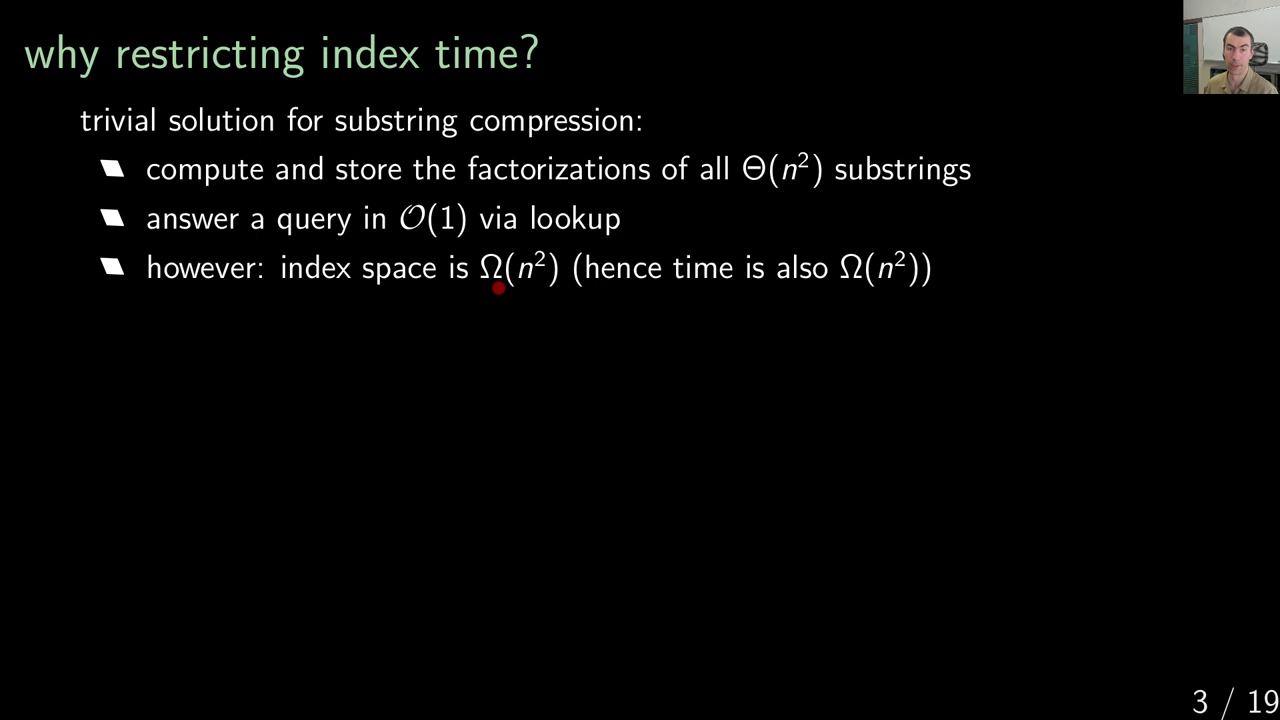 why restricting index time?
trivial solution for substring compression:
compute and store the factorizations of all Θ(n²) substrings
answer a query in 𝒪(1) via lookup
however: index space is Ω(n²) (hence time is also Ω(n²))
3 / 19